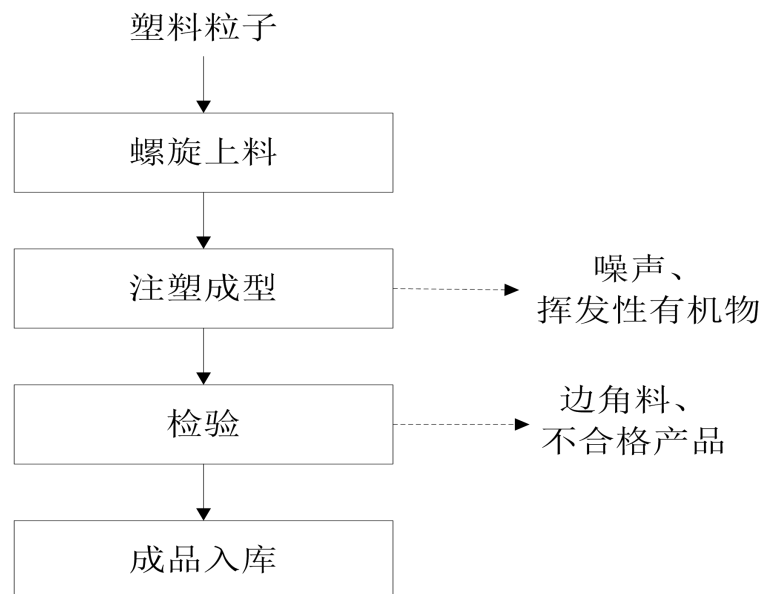 塑料粒子
螺旋上料
注塑成型
噪声、
挥发性有机物
检验
边角料、
不合格产品
成品入库